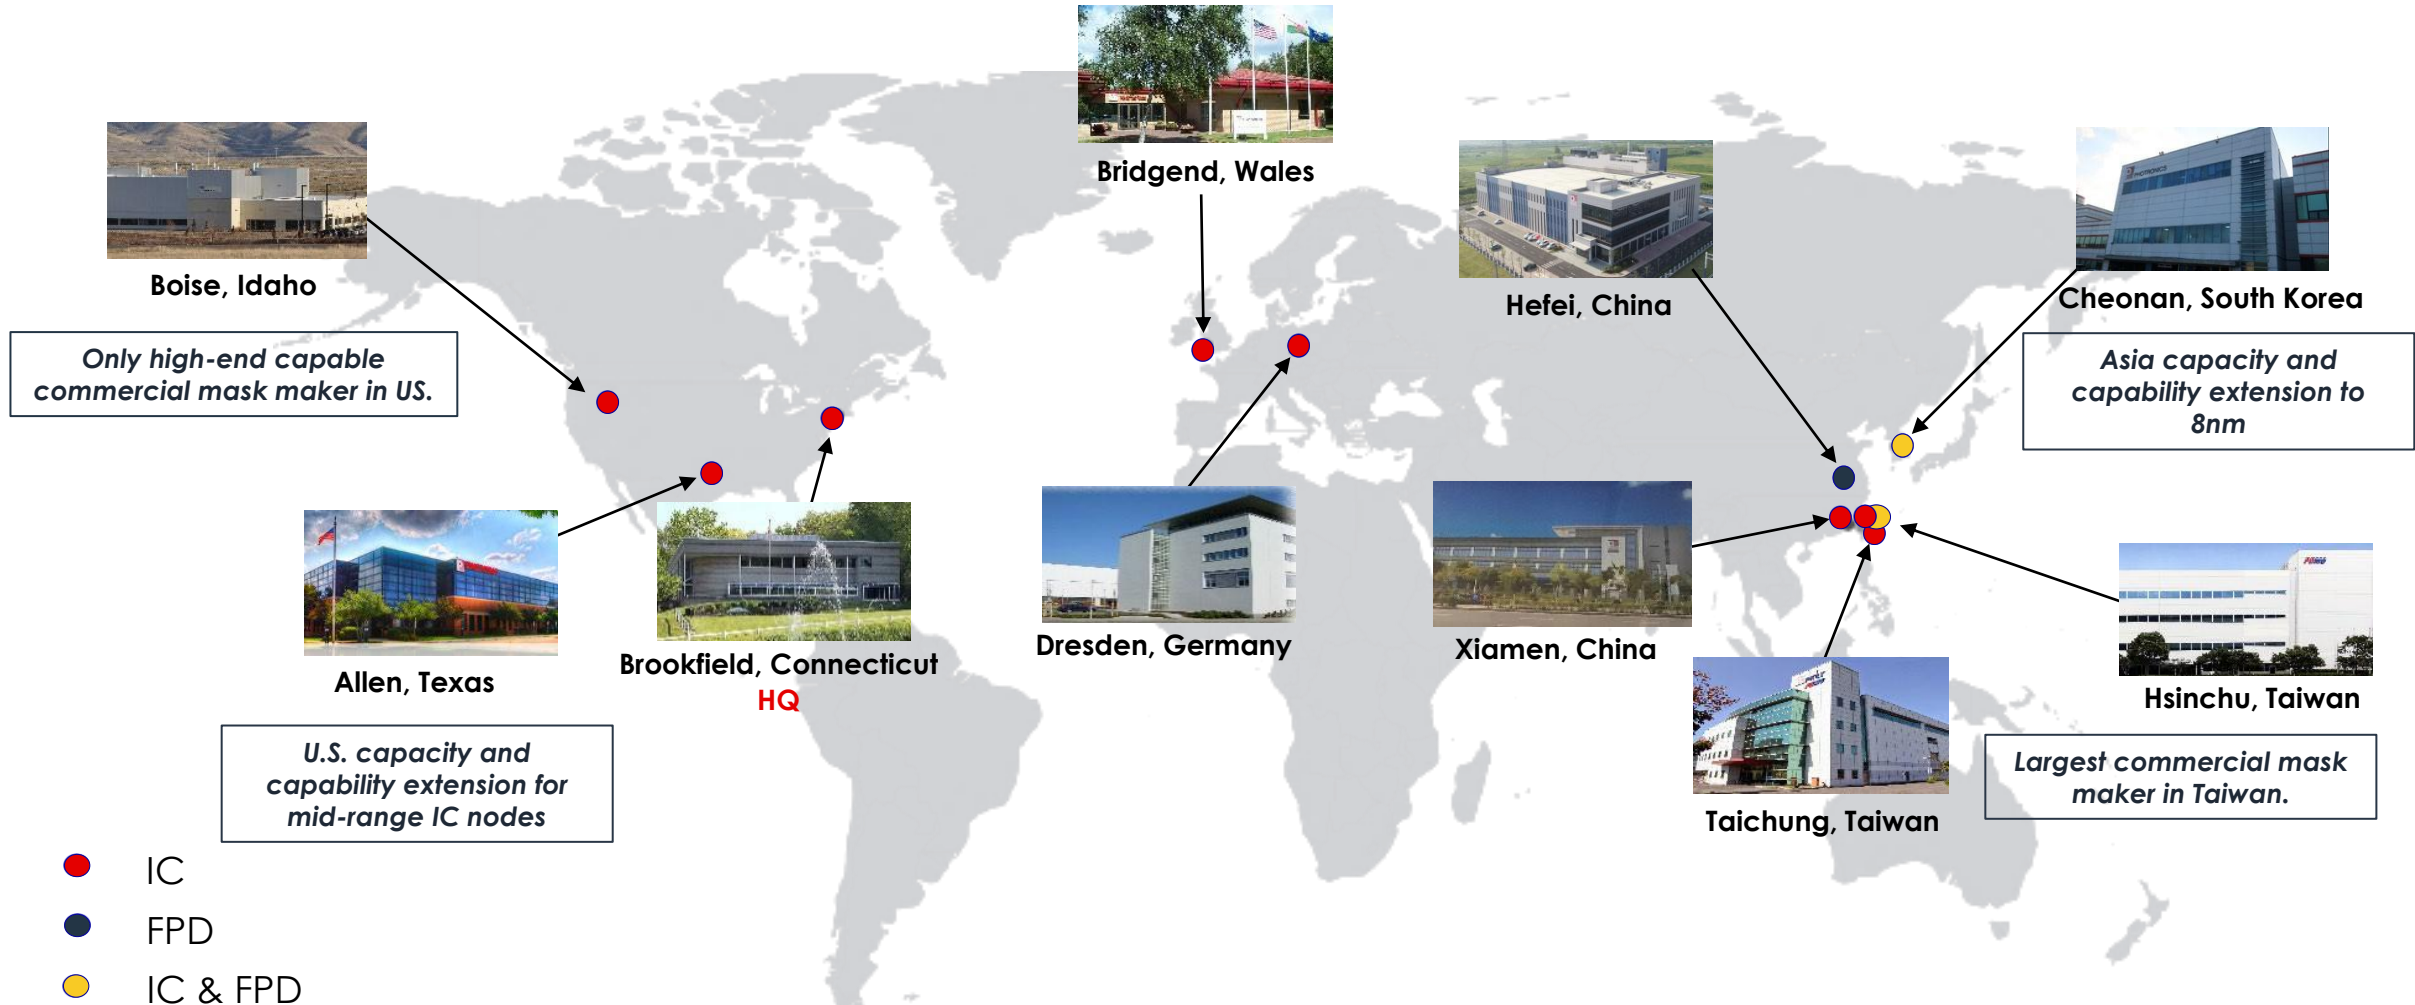 Bridgend, Wales
Boise, Idaho
Only high-end capable
commercial mask maker in US.
Hefei, China
PHOTRONICS
Cheonan, South Korea
Asia capacity and
capability extension to
8nm
Allen, Texas
U.S. capacity and
capability extension for
mid-range IC nodes
Brookfield, Connecticut
HQ
Dresden, Germany
Xiamen, China
Taichung, Taiwan
Hsinchu, Taiwan
Largest commercial mask
maker in Taiwan.
IC
FPD
IC & FPD